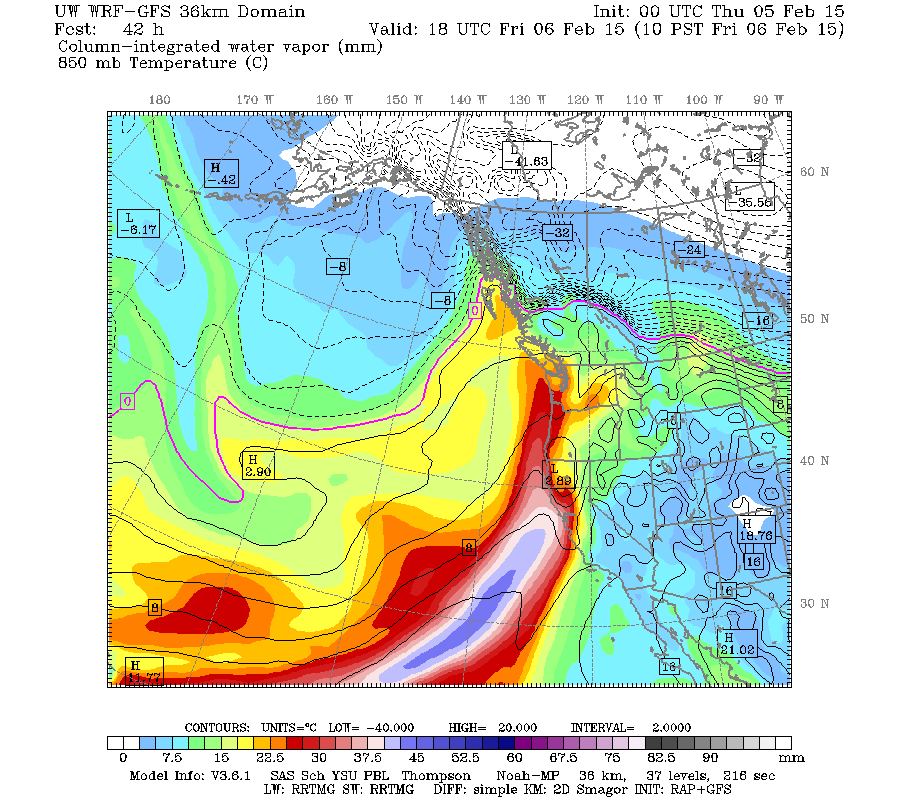 UW WRF-GFS 36km Domain Init: 00 UTC Thu 05 Feb 15
Fcst: 42 h Valid: 18 UTC Fri 06 Feb 15 (10 PST Fri 06 Feb 15)
Column-integrated water vapor (mm)
850 mb Temperature (C)
180 170 W 160 W 150 W 140 W 130 W 120 W 110 W 100 W 90 W
L
-41.63
-32
H
-.42
60 N
L
-35.56
L
-6.17
-32
-24
-8
-8
0
50 N
-16
0
8
8
H
2.90
40 N
L
2.89
H
18.76
8
16
16
8
30 N
H
21.02
H
11.77
16
CONTOURS: UNITS=°C LOW= -40.000 HIGH= 20.000 INTERVAL= 2.0000
0 7.5 15 22.5 30 37.5 45 52.5 60 67.5 75 82.5 90 mm
Model Info: V3.6.1 SAS Sch YSU PBL Thompson Noah-MP 36 km, 37 levels, 216 sec
LW: RRTMG SW: RRTMG DIFF: simple KM: 2D Smagor INIT: RAP+GFS